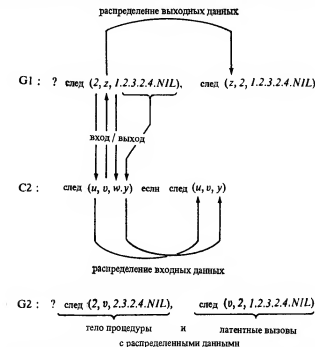 распределение выходных данных
G1 : ? след (2, z, 1.2.3.2.4.NIL), след (z, 2, 1.2.3.2.4.NIL)
вход / выход
C2 : след (u, v, w.y) если след (u, v, y)
распределение входных данных
G2 : ? след (2, v, 2.3.2.4.NIL), след (v, 2, 1.2.3.2.4.NIL)
тело процедуры и латентные вызовы
с распределенными данными